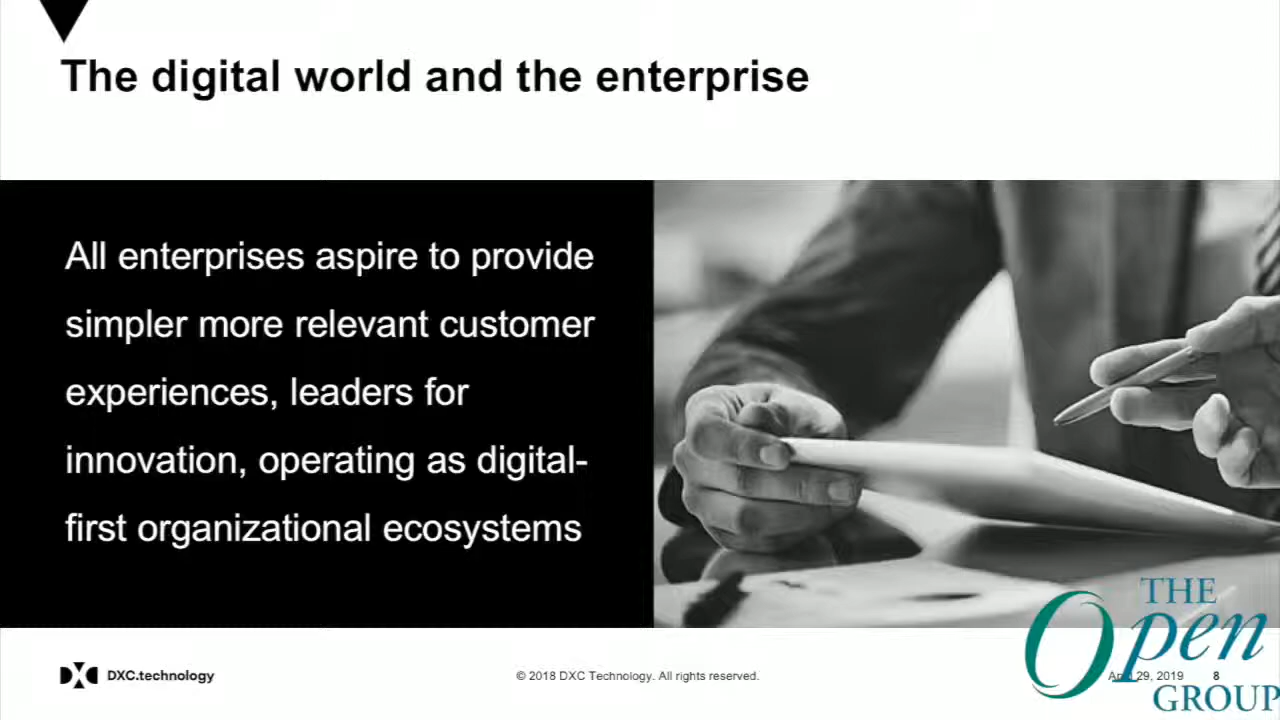 The digital world and the enterprise
All enterprises aspire to provide
simpler more relevant customer
experiences, leaders for
innovation, operating as digital-
first organizational ecosystems
DXC.technology
© 2018 DXC Technology. All rights reserved.
April 29, 2019
8
THE
Open
GROUP